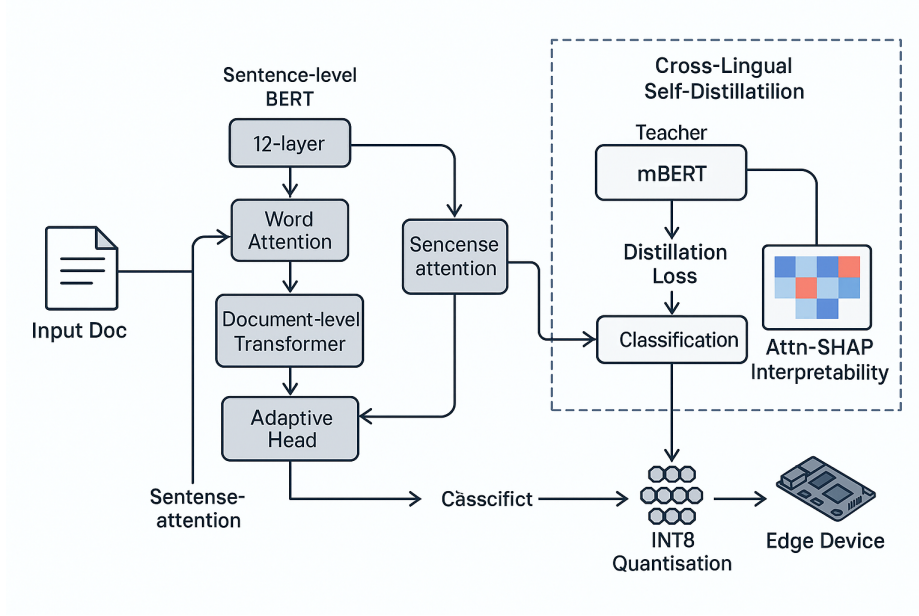 Sentence-level
BERT
12-layer
Word
Attention
Document-level
Transformer
Adaptive
Head
Sencense
attention
Input Doc
Sentense-
attention
Cross-Lingual
Self-Distillatilion
Teacher
mBERT
Distillation
Loss
Classification
Attn-SHAP
Interpretability
Cässcifict
INT8
Quantisation
Edge Device